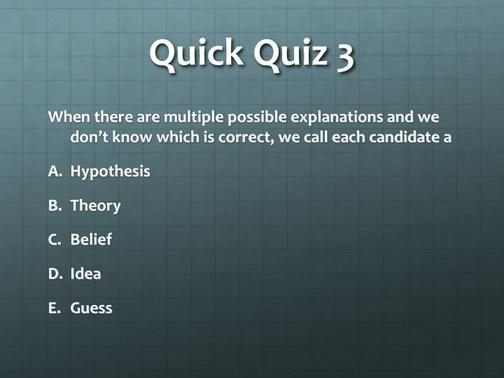 Quick Quiz 3
When there are multiple possible explanations and we
don't know which is correct, we call each candidate a
A. Hypothesis
B. Theory
C. Belief
D. Idea
E. Guess